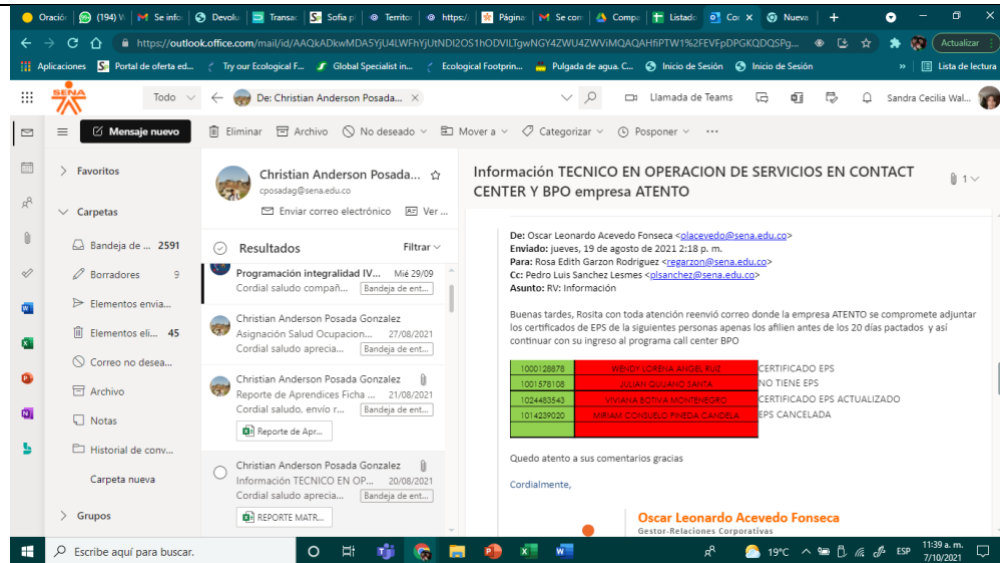 Oración
(194) W
Se infor
Devolu
Transac
Sofia p
Territor
https:/
Página
Se com
Compa
Listado
Cor
Nueva
https://outlook.office.com/mail/id/AAQkADkwMDA5YjU4LWFhYjUtNDI2OS1hODVILTgwNGY4ZWU4ZWViMQAQAHfiPTW1%2FEVFpDPGKQDQSPg...
Actualizar
Aplicaciones
Portal de oferta ed...
Try our Ecological F...
Global Specialist in...
Ecological Footprin...
Pulgada de agua. C...
Inicio de Sesión
Inicio de Sesión
»
Lista de lectura
SENA
Todo
De: Christian Anderson Posada...
Llamada de Teams
Sandra Cecilia Wal...
Mensaje nuevo
Eliminar
Archivo
No deseado
Mover a
Categorizar
Posponer
...
Favoritos
Carpetas
Bandeja de ... 2591
Borradores 9
Elementos envia...
Elementos eli... 45
Correo no desea...
Archivo
Notas
Historial de conv...
Carpeta nueva
Grupos
Christian Anderson Posada...
cposadag@sena.edu.co
Enviar correo electrónico
Ver ...
Resultados
Filtrar
Programación integralidad IV... Mié 29/09
Cordial saludo compañ... Bandeja de ent...
Christian Anderson Posada Gonzalez
Asignación Salud Ocupacion... 27/08/2021
Cordial saludo aprecia... Bandeja de ent...
Christian Anderson Posada Gonzalez
Reporte de Aprendices Ficha ... 21/08/2021
Cordial saludo, envío r... Bandeja de ent...
Reporte de Apr...
Christian Anderson Posada Gonzalez
Información TECNICO EN OP... 20/08/2021
Cordial saludo aprecia... Bandeja de ent...
REPORTE MATR...
Información TECNICO EN OPERACION DE SERVICIOS EN CONTACT
CENTER Y BPO empresa ATENTO
1
De: Oscar Leonardo Acevedo Fonseca <olacevedo@sena.edu.co>
Enviado: jueves, 19 de agosto de 2021 2:18 p. m.
Para: Rosa Edith Garzon Rodriguez <regarzon@sena.edu.co>
Cc: Pedro Luis Sanchez Lesmes <plsanchez@sena.edu.co>
Asunto: RV: Información
Buenas tardes, Rosita con toda atención reenvió correo donde la empresa ATENTO se compromete adjuntar
los certificados de EPS de la siguientes personas apenas los afilien antes de los 20 días pactados y así
continuar con su ingreso al programa call center BPO
1000128878 WENDY LORENA ANGEL RUIZ CERTIFICADO EPS
1001578108 JULIAN QUIJANO SANTA NO TIENE EPS
1024483543 VIVIANA BOTIVA MONTENEGRO CERTIFICADO EPS ACTUALIZADO
1014239020 MIRIAM CONSUELO PINEDA CANDELA EPS CANCELADA
Quedo atento a sus comentarios gracias
Cordialmente,
Oscar Leonardo Acevedo Fonseca
Gestor-Relaciones Corporativas
Escribe aquí para buscar.
19°C
ESP
11:39 a. m.
7/10/2021